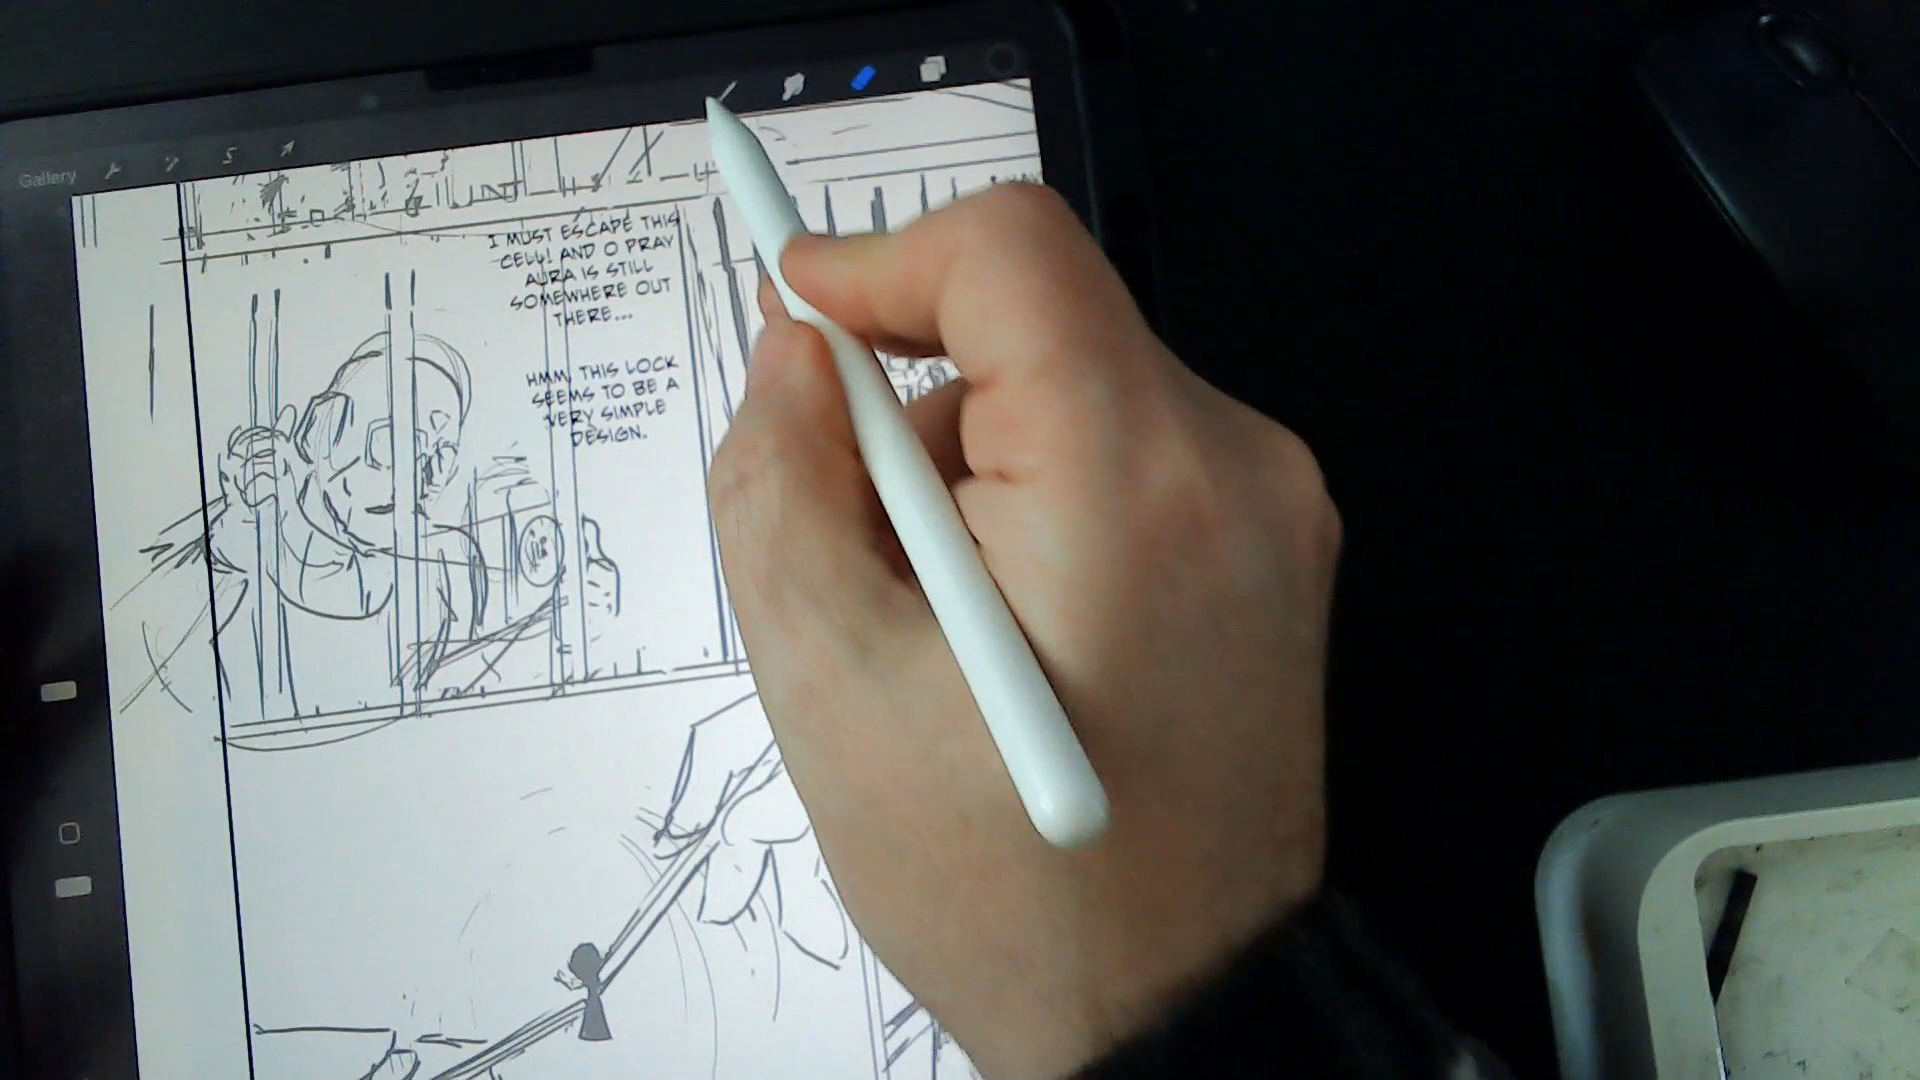 Gallery
I MUST ESCAPE THIS
CELL! AND O PRAY
AURA IS STILL
SOMEWHERE OUT
THERE...
HMM, THIS LOCK
SEEMS TO BE A
VERY SIMPLE
DESIGN.